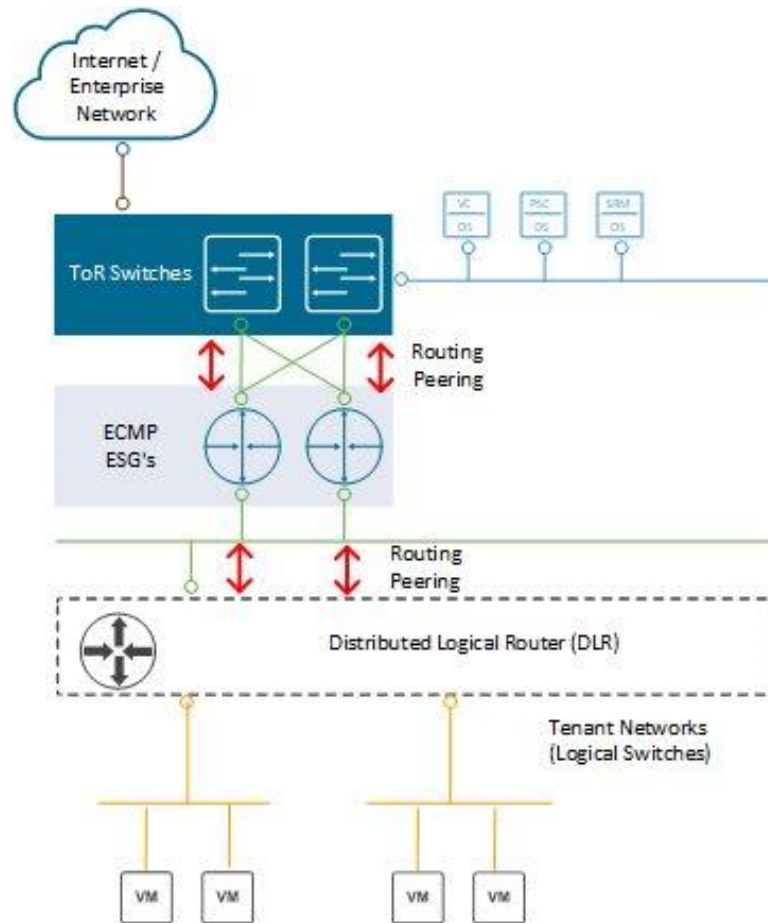 Internet /
Enterprise
Network
VC
OS
PSC
OS
SRM
OS
ToR Switches
Routing
Peering
ECMP
ESG's
Routing
Peering
Distributed Logical Router (DLR)
Tenant Networks
(Logical Switches)
VM
VM
VM
VM